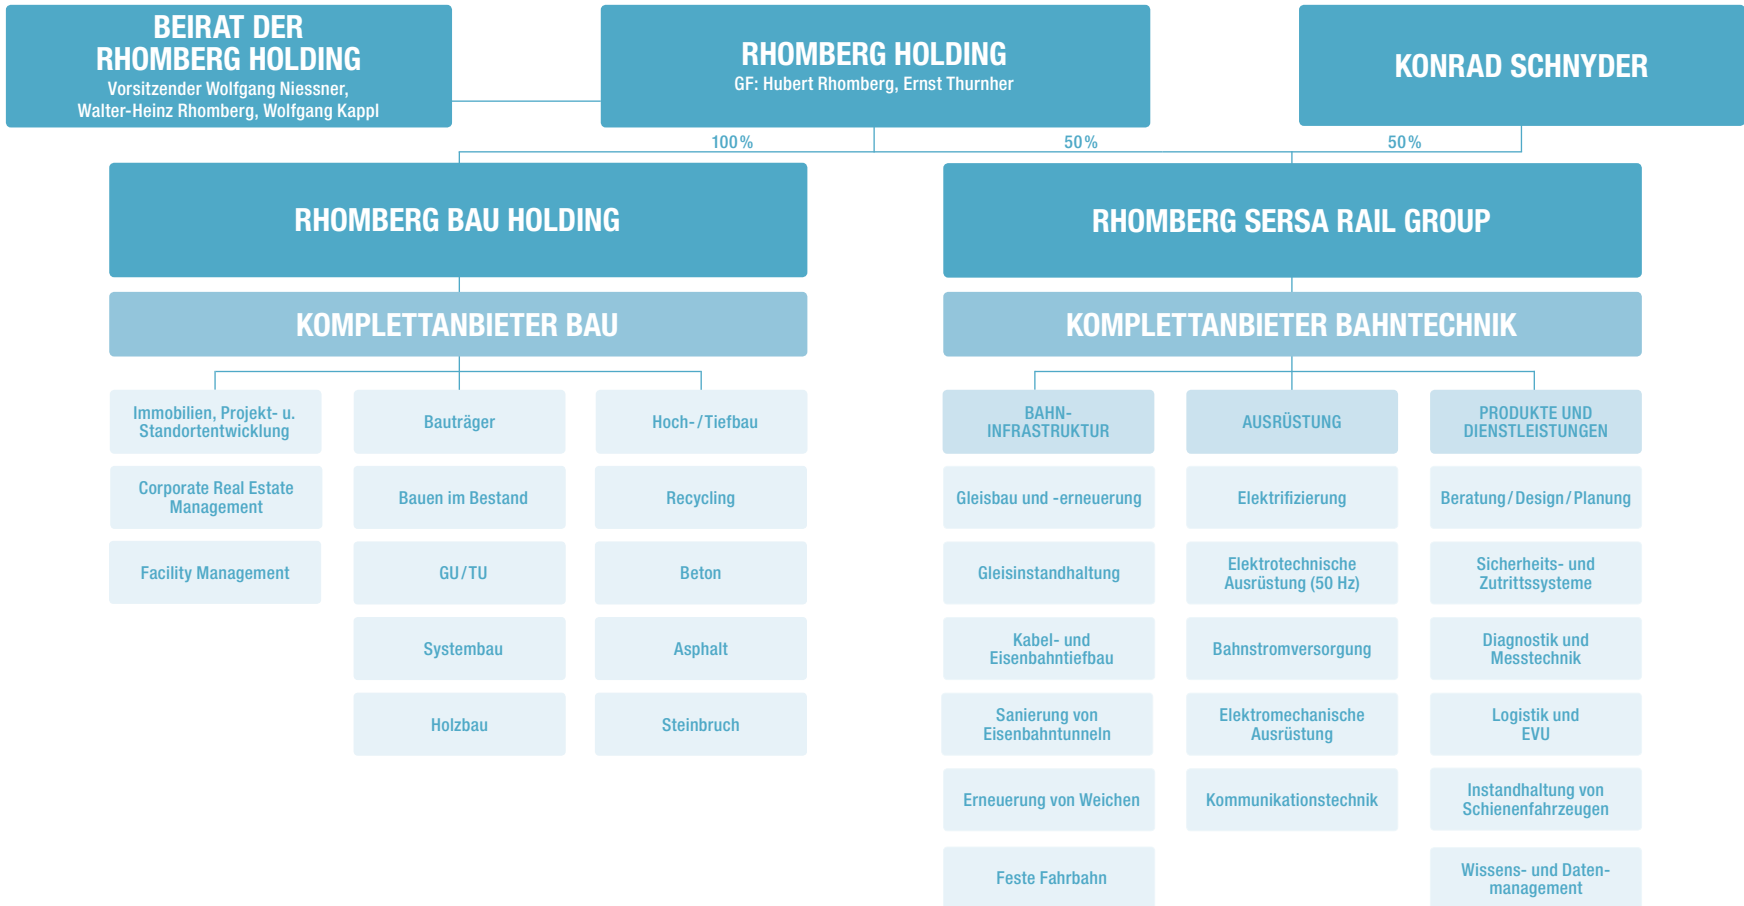 BEIRAT DER
RHOMBERG HOLDING
Vorsitzender Wolfgang Niessner,
Walter-Heinz Rhomberg, Wolfgang Kappl
RHOMBERG HOLDING
GF: Hubert Rhomberg, Ernst Thurnher
KONRAD SCHNYDER
100%
50%
50%
RHOMBERG BAU HOLDING
KOMPLETTANBIETER BAU
Immobilien, Projekt- u.
Standortentwicklung
Corporate Real Estate
Management
Facility Management
Bauträger
Bauen im Bestand
GU/TU
Systembau
Holzbau
Hoch-/Tiefbau
Recycling
Beton
Asphalt
Steinbruch
RHOMBERG SERSA RAIL GROUP
KOMPLETTANBIETER BAHNTECHNIK
BAHN-
INFRASTRUKTUR
Gleisbau und -erneuerung
Gleisinstandhaltung
Kabel- und
Eisenbahntiefbau
Sanierung von
Eisenbahntunneln
Erneuerung von Weichen
Feste Fahrbahn
AUSRÜSTUNG
Elektrifizierung
Elektrotechnische
Ausrüstung (50 Hz)
Bahnstromversorgung
Elektromechanische
Ausrüstung
Kommunikationstechnik
PRODUKTE UND
DIENSTLEISTUNGEN
Beratung/Design/Planung
Sicherheits- und
Zutrittssysteme
Diagnostik und
Messtechnik
Logistik und
EVU
Instandhaltung von
Schienenfahrzeugen
Wissens- und Daten-
management